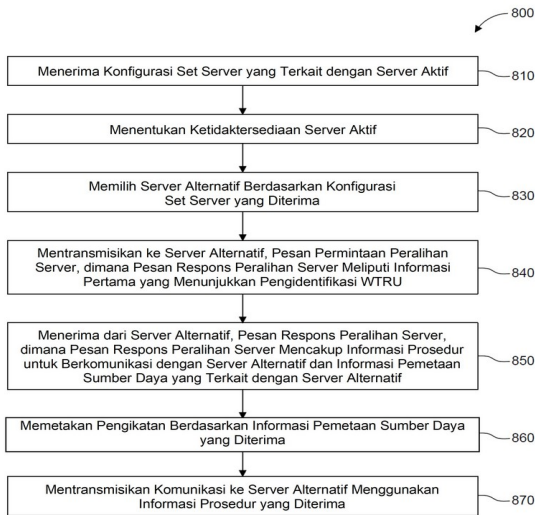 800
Menerima Konfigurasi Set Server yang Terkait dengan Server Aktif
810
Menentukan Ketidaktersediaan Server Aktif
820
Memilih Server Alternatif Berdasarkan Konfigurasi
Set Server yang Diterima
830
Mentransmisikan ke Server Alternatif, Pesan Permintaan Peralihan
Server, dimana Pesan Respons Peralihan Server Meliputi Informasi
Pertama yang Menunjukkan Pengidentifikasi WTRU
840
Menerima dari Server Alternatif, Pesan Respons Peralihan Server,
dimana Pesan Respons Peralihan Server Mencakup Informasi Prosedur
untuk Berkomunikasi dengan Server Alternatif dan Informasi Pemetaan
Sumber Daya yang Terkait dengan Server Alternatif
850
Memetakan Pengikatan Berdasarkan Informasi Pemetaan Sumber Daya
yang Diterima
860
Mentransmisikan Komunikasi ke Server Alternatif Menggunakan
Informasi Prosedur yang Diterima
870